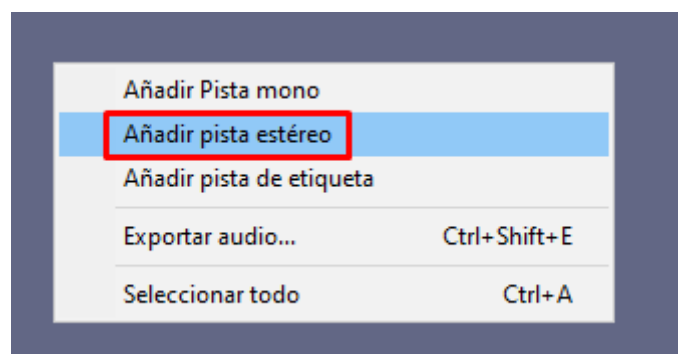 Añadir Pista mono
Añadir pista estéreo
Añadir pista de etiqueta
Exportar audio... Ctrl+Shift+E
Seleccionar todo Ctrl+A